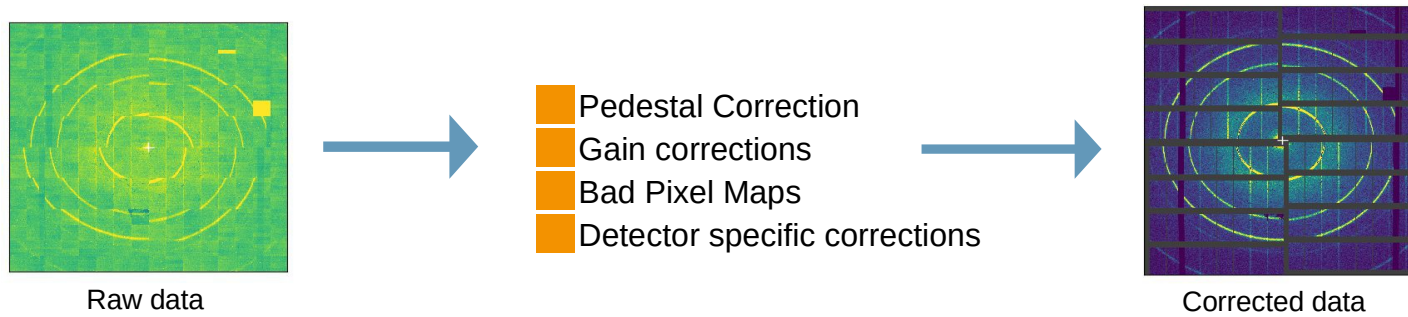 Pedestal Correction
Gain corrections
Bad Pixel Maps
Detector specific corrections
Raw data
Corrected data